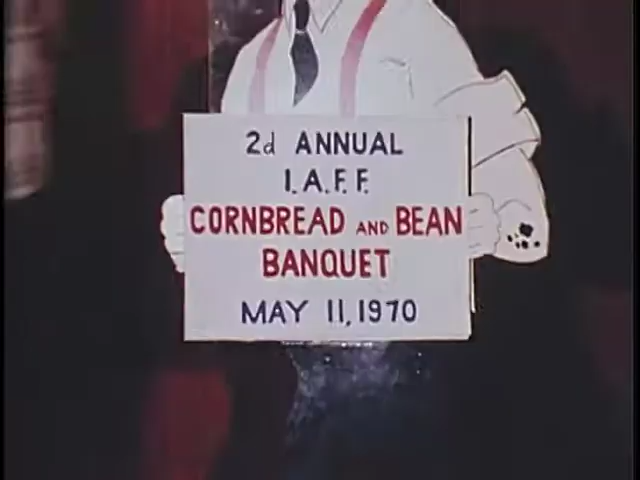 2d ANNUAL
I.A.F.F.
CORNBREAD AND BEAN
BANQUET
MAY 11, 1970